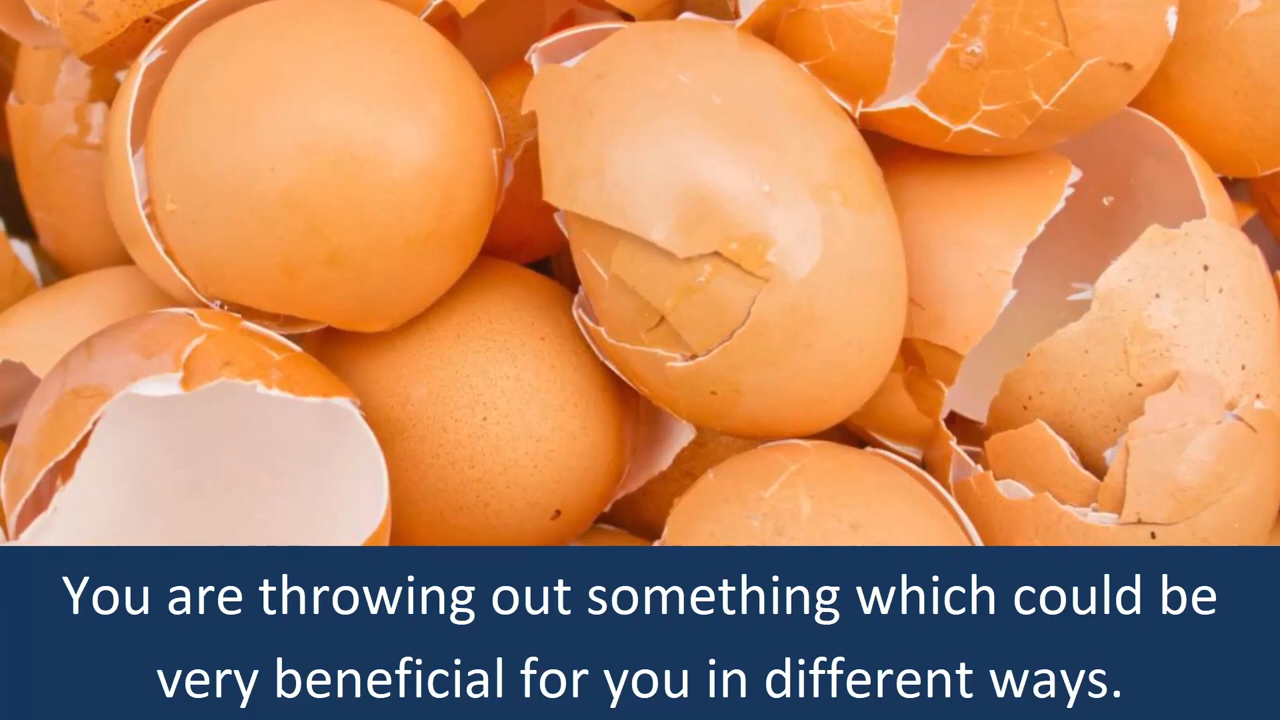 You are throwing out something which could be
very beneficial for you in different ways.